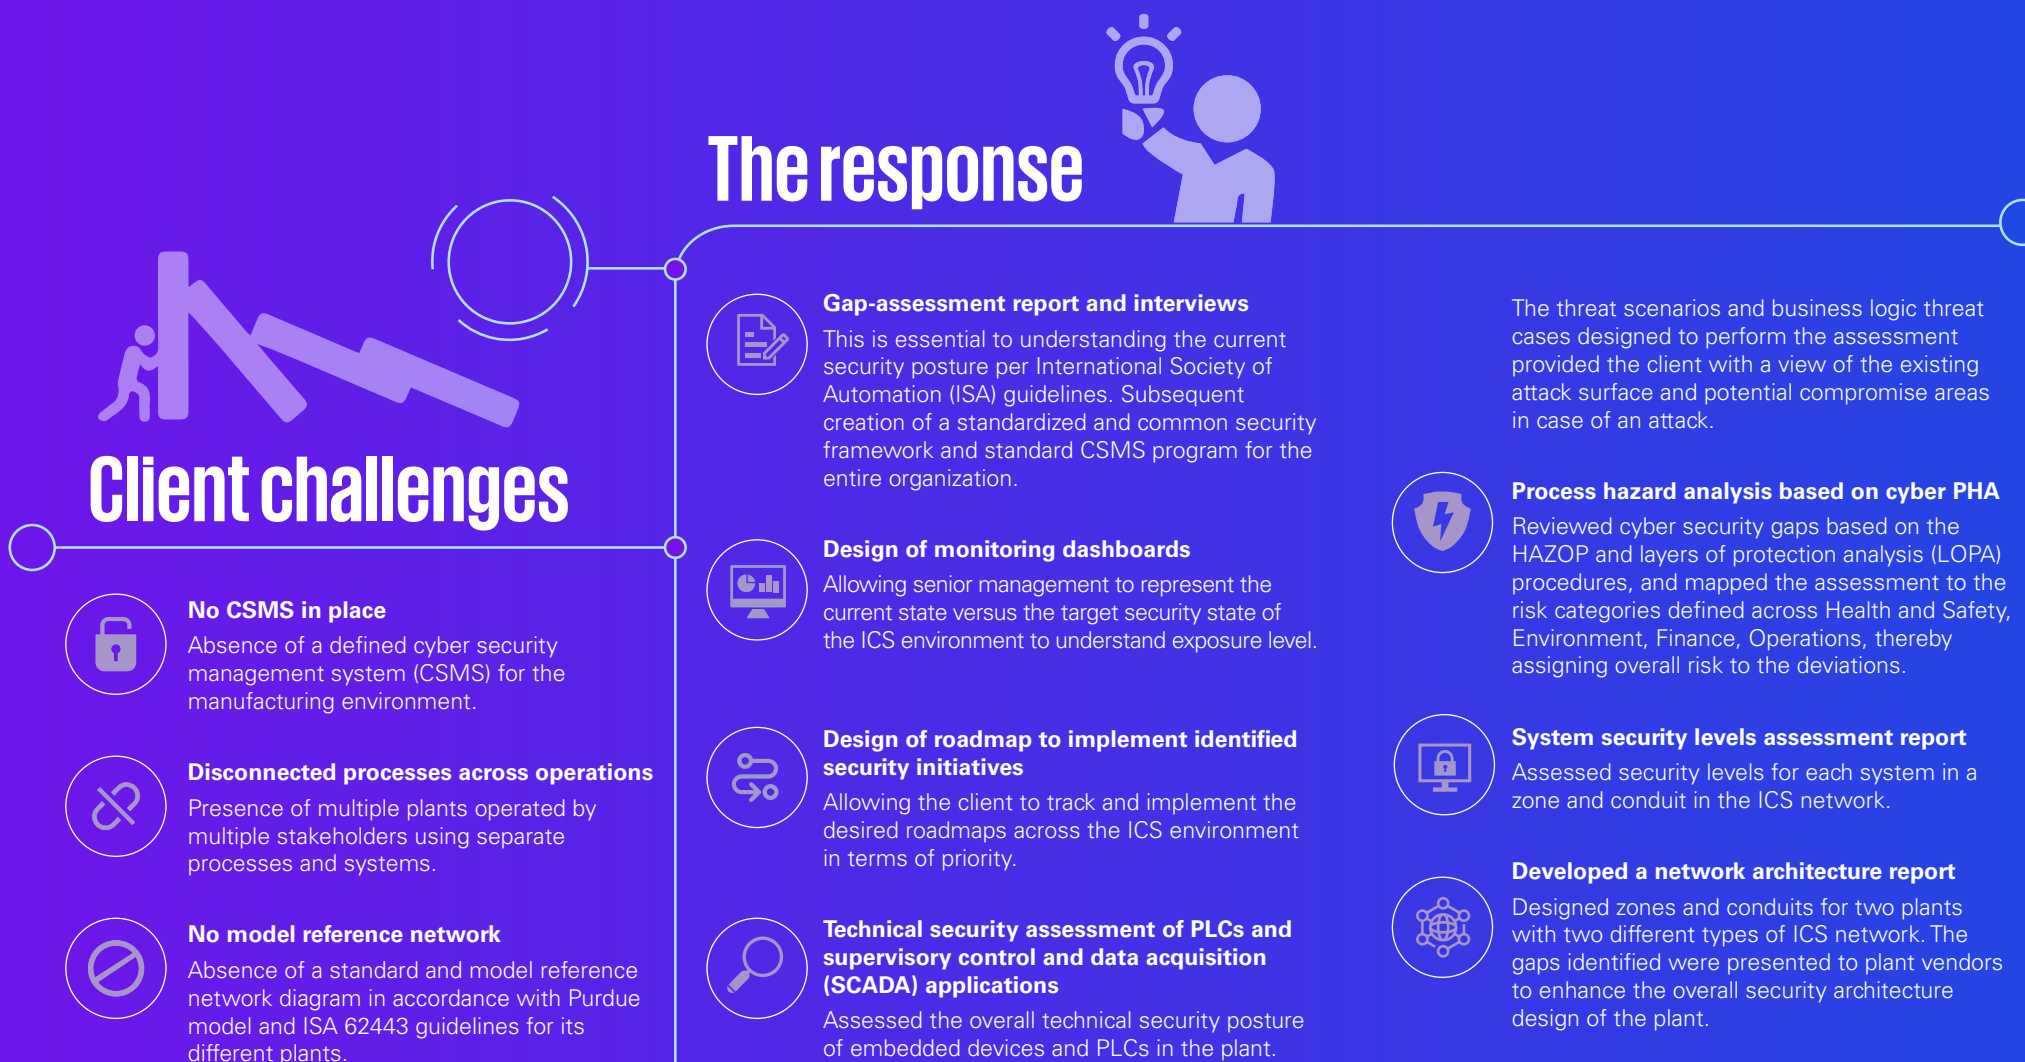 Client challenges
No CSMS in place
Absence of a defined cyber security
management system (CSMS) for the
manufacturing environment.
Disconnected processes across operations
Presence of multiple plants operated by
multiple stakeholders using separate
processes and systems.
No model reference network
Absence of a standard and model reference
network diagram in accordance with Purdue
model and ISA 62443 guidelines for its
different plants.
The response
Gap-assessment report and interviews
This is essential to understanding the current
security posture per International Society of
Automation (ISA) guidelines. Subsequent
creation of a standardized and common security
framework and standard CSMS program for the
entire organization.
Design of monitoring dashboards
Allowing senior management to represent the
current state versus the target security state of
the ICS environment to understand exposure level.
Design of roadmap to implement identified
security initiatives
Allowing the client to track and implement the
desired roadmaps across the ICS environment
in terms of priority.
Technical security assessment of PLCs and
supervisory control and data acquisition
(SCADA) applications
Assessed the overall technical security posture
of embedded devices and PLCs in the plant.
The threat scenarios and business logic threat
cases designed to perform the assessment
provided the client with a view of the existing
attack surface and potential compromise areas
in case of an attack.
Process hazard analysis based on cyber PHA
Reviewed cyber security gaps based on the
HAZOP and layers of protection analysis (LOPA)
procedures, and mapped the assessment to the
risk categories defined across Health and Safety,
Environment, Finance, Operations, thereby
assigning overall risk to the deviations.
System security levels assessment report
Assessed security levels for each system in a
zone and conduit in the ICS network.
Developed a network architecture report
Designed zones and conduits for two plants
with two different types of ICS network. The
gaps identified were presented to plant vendors
to enhance the overall security architecture
design of the plant.